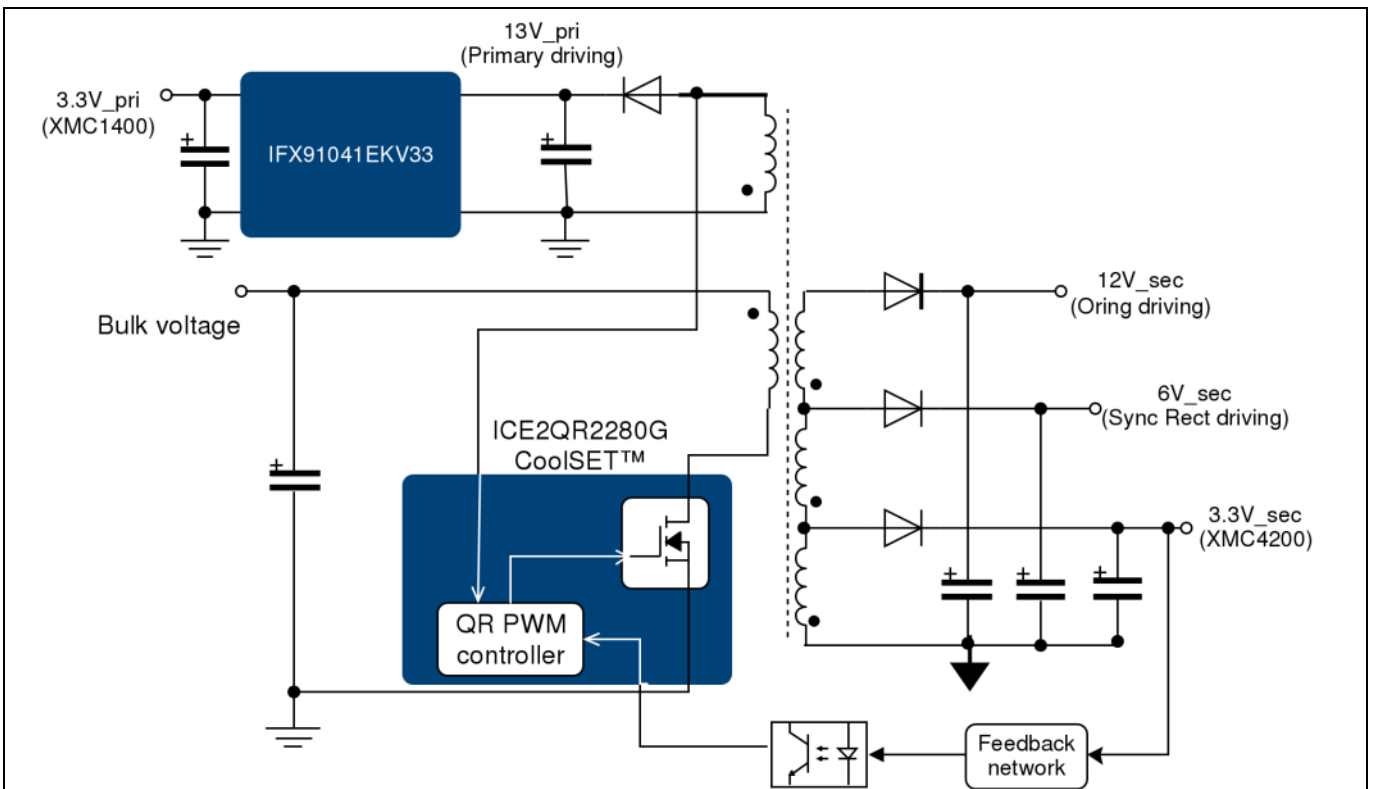 13V_pri
(Primary driving)
3.3V_pri
(XMC1400)
IFX91041EKV33
Bulk voltage
12V_sec
(Oring driving)
6V_sec
(Sync Rect driving)
ICE2QR2280G
CoolSET™
3.3V_sec
(XMC4200)
QR PWM
controller
Feedback
network